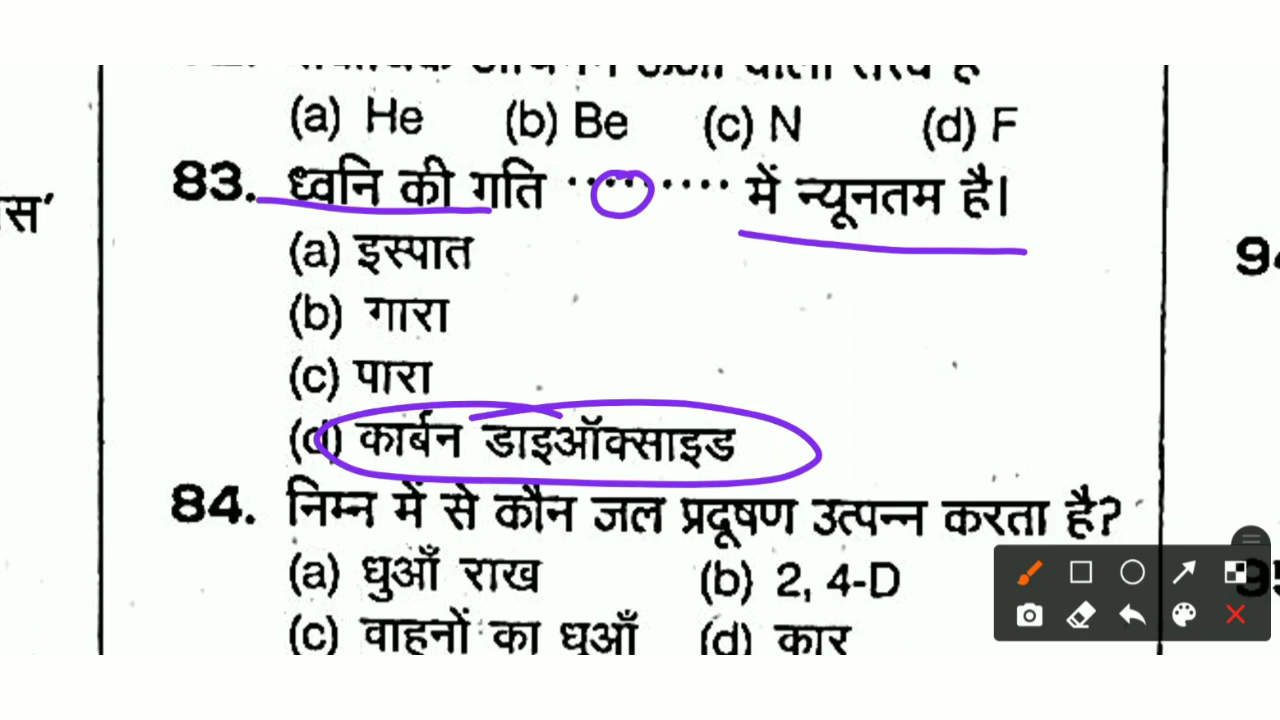 (a) He (b) Be (c) N (d) F
83. ध्वनि की गति .......... में न्यूनतम है।
स'
(a) इस्पात
94
(b) गारा
(c) पारा
(d) कार्बन डाइऑक्साइड
84. निम्न में से कौन जल प्रदूषण उत्पन्न करता है?
(a) धुआँ राख (b) 2, 4-D
(c) वाहनों का धुआँ (d) कार